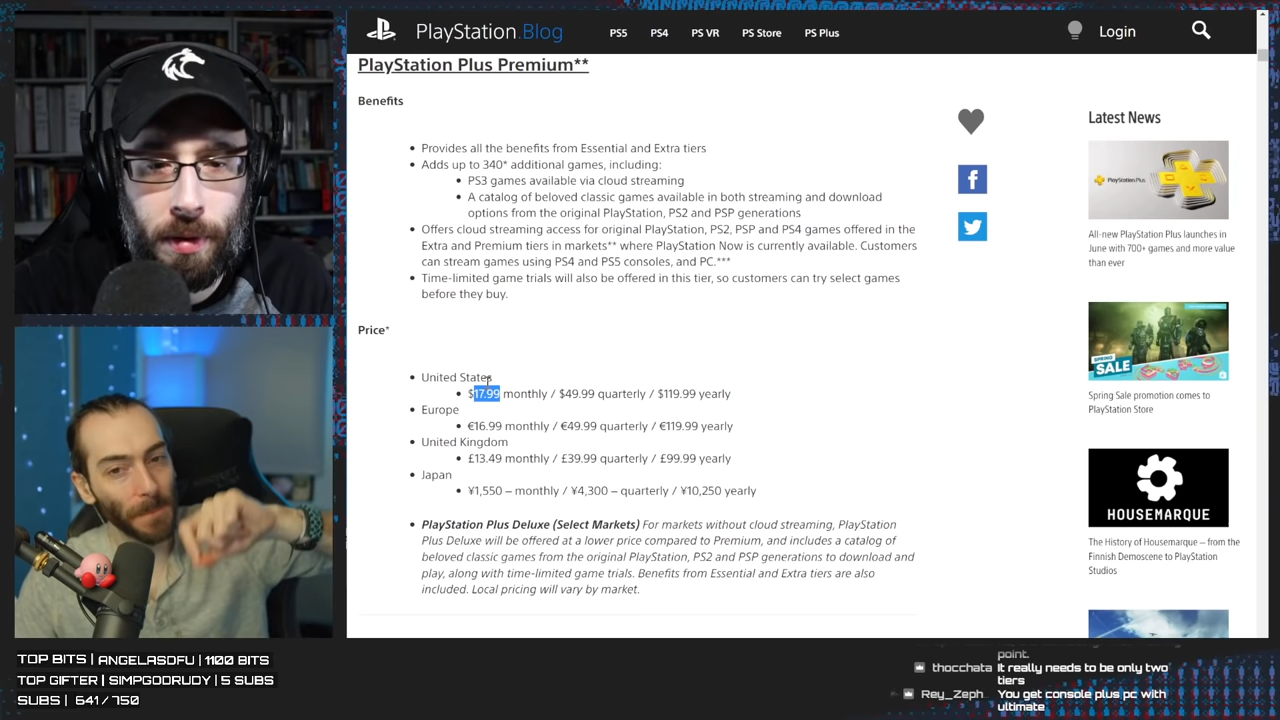 PlayStation.Blog
PS5 PS4 PS VR PS Store PS Plus
Login
PlayStation Plus Premium**
Benefits
Provides all the benefits from Essential and Extra tiers
Adds up to 340* additional games, including:
PS3 games available via cloud streaming
A catalog of beloved classic games available in both streaming and download
options from the original PlayStation, PS2 and PSP generations
Offers cloud streaming access for original PlayStation, PS2, PSP and PS4 games offered in the
Extra and Premium tiers in markets** where PlayStation Now is currently available. Customers
can stream games using PS4 and PS5 consoles, and PC.***
Time-limited game trials will also be offered in this tier, so customers can try select games
before they buy.
Price*
United States
$17.99 monthly / $49.99 quarterly / $119.99 yearly
Europe
€16.99 monthly / €49.99 quarterly / €119.99 yearly
United Kingdom
£13.49 monthly / £39.99 quarterly / £99.99 yearly
Japan
¥1,550 – monthly / ¥4,300 – quarterly / ¥10,250 yearly
PlayStation Plus Deluxe (Select Markets) For markets without cloud streaming, PlayStation
Plus Deluxe will be offered at a lower price compared to Premium, and includes a catalog of
beloved classic games from the original PlayStation, PS2 and PSP generations to download and
play, along with time-limited game trials. Benefits from Essential and Extra tiers are also
included. Local pricing will vary by market.
Latest News
PlayStation.Plus
All-new PlayStation Plus launches in
June with 700+ games and more value
than ever
SPRING
SALE
Spring Sale promotion comes to
PlayStation Store
HOUSEMARQUE
The History of Housemarque – from the
Finnish Demoscene to PlayStation
Studios
TOP BITS | ANGELASDFU | 1100 BITS
TOP GIFTER | SIMPGODRUDY | 5 SUBS
SUBS | 641/750
point.
thocchata It really needs to be only two
tiers
Rey_Zeph You get console plus pc with
ultimate